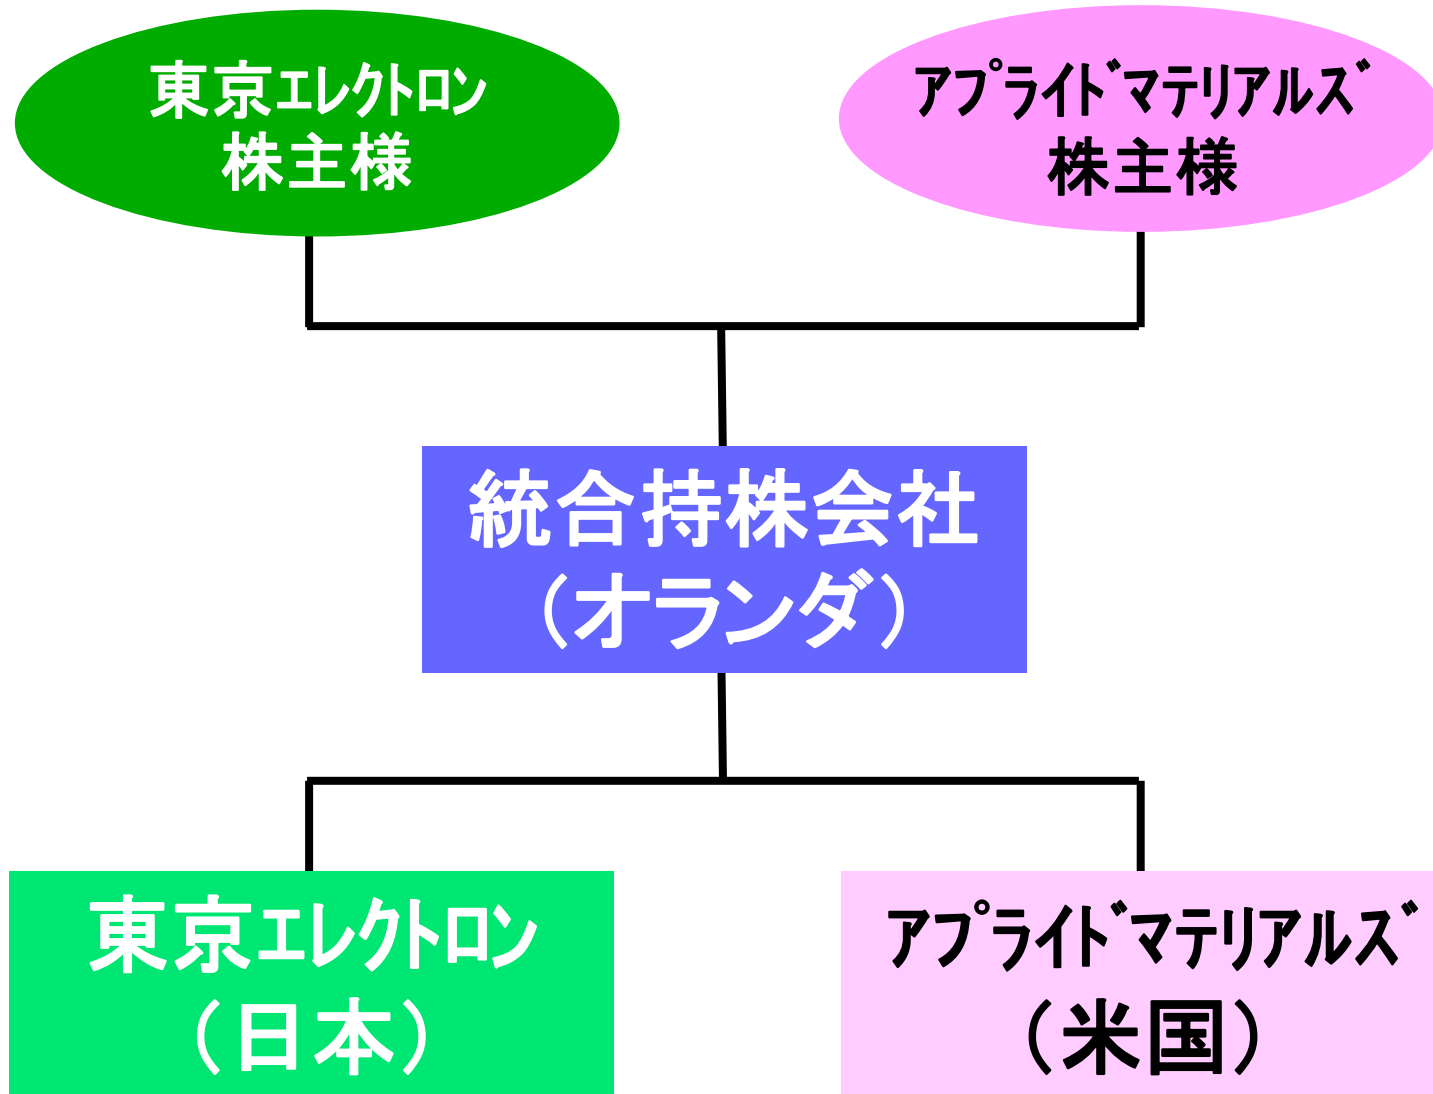 東京ｴﾚｸﾄﾛﾝ
株主様
ｱﾌﾟﾗｲﾄﾞﾏﾃﾘｱﾙｽﾞ
株主様
統合持株会社
（オランダ）
東京ｴﾚｸﾄﾛﾝ
（日本）
ｱﾌﾟﾗｲﾄﾞﾏﾃﾘｱﾙｽﾞ
（米国）